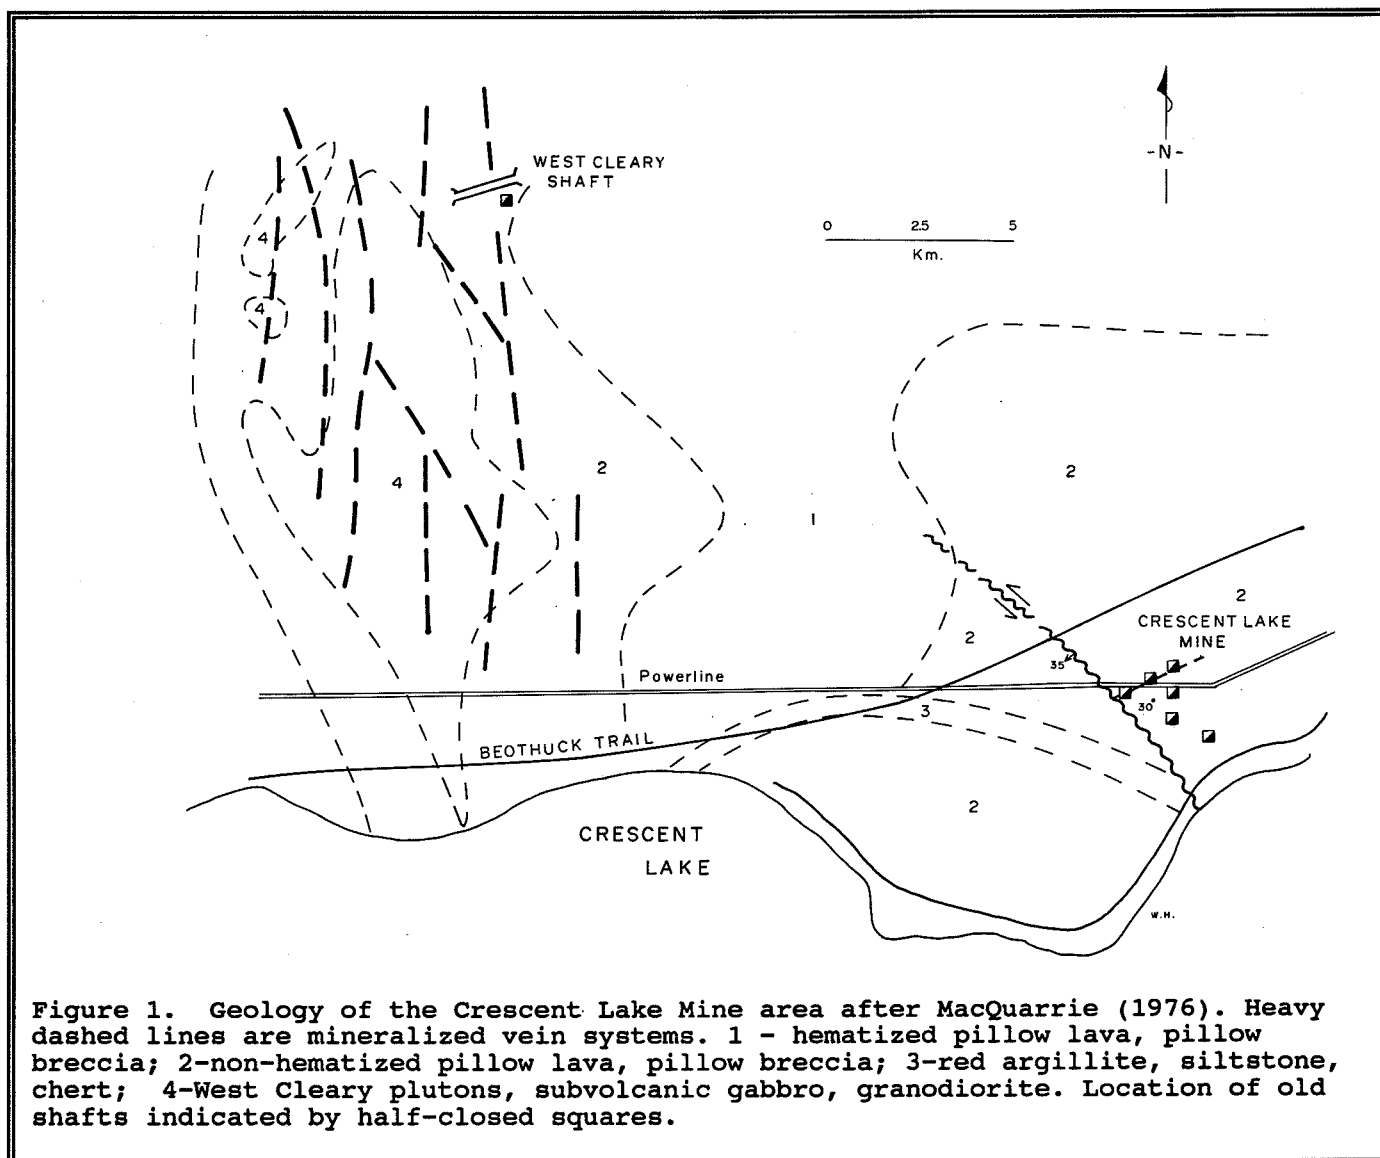 -N-
WEST CLEARY
SHAFT
0 2.5 5
Km.
4
4
2
2
4
1
2
2
CRESCENT LAKE
MINE
35
Powerline
30°
3
BEOTHUCK TRAIL
2
CRESCENT
LAKE
W.H.
Figure 1. Geology of the Crescent Lake Mine area after MacQuarrie (1976). Heavy
dashed lines are mineralized vein systems. 1 - hematized pillow lava, pillow
breccia; 2-non-hematized pillow lava, pillow breccia; 3-red argillite, siltstone,
chert; 4-West Cleary plutons, subvolcanic gabbro, granodiorite. Location of old
shafts indicated by half-closed squares.